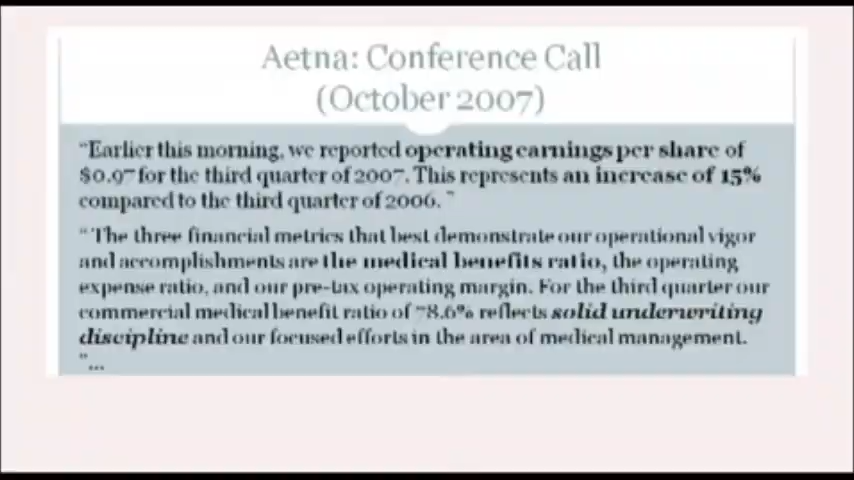 Aetna: Conference Call
(October 2007)
"Earlier this morning, we reported operating earnings per share of
$0.97 for the third quarter of 2007. This represents an increase of 15%
compared to the third quarter of 2006. "
" The three financial metrics that best demonstrate our operational vigor
and accomplishments are the medical benefits ratio, the operating
expense ratio, and our pre-tax operating margin. For the third quarter our
commercial medical benefit ratio of 78.6% reflects solid underwriting
discipline and our focused efforts in the area of medical management.
"...